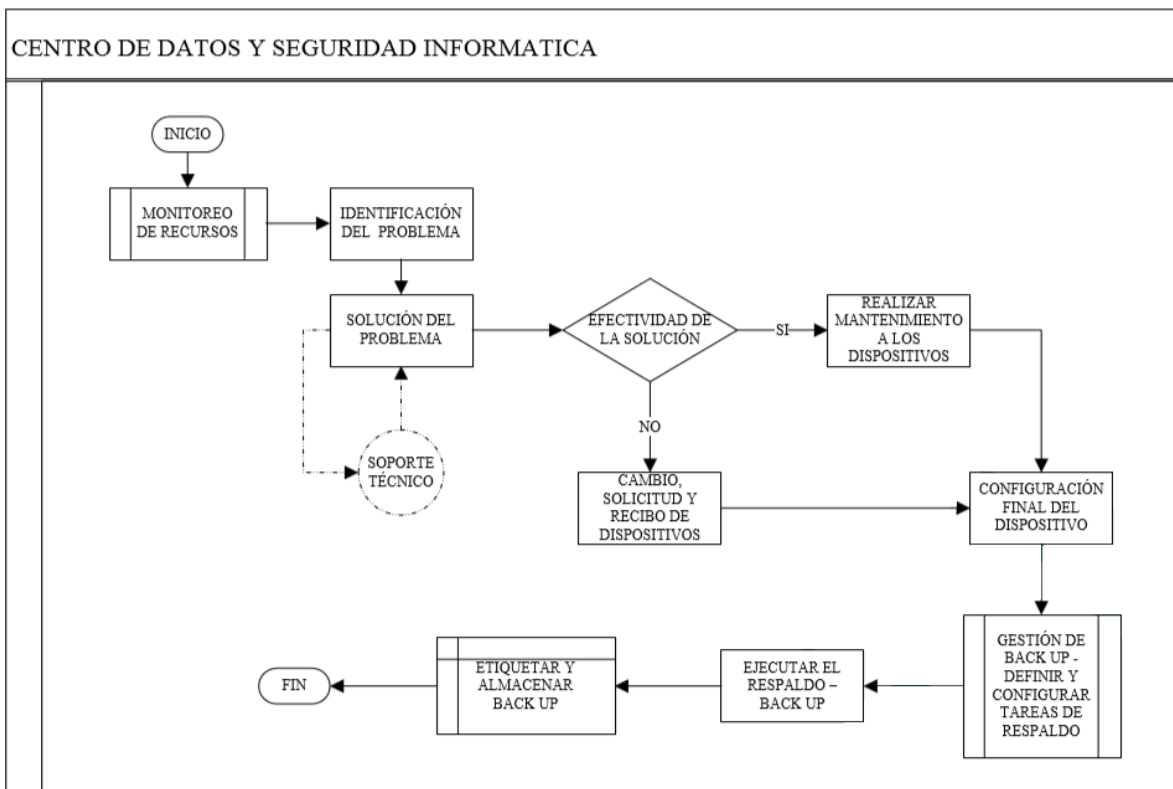 CENTRO DE DATOS Y SEGURIDAD INFORMATICA
INICIO
MONITOREO
DE RECURSOS
IDENTIFICACIÓN
DEL PROBLEMA
SOLUCIÓN DEL
PROBLEMA
EFECTIVIDAD DE
LA SOLUCIÓN
SI
REALIZAR
MANTENIMIENTO
A LOS
DISPOSITIVOS
NO
SOPORTE
TÉCNICO
CAMBIO,
SOLICITUD Y
RECIBO DE
DISPOSITIVOS
CONFIGURACIÓN
FINAL DEL
DISPOSITIVO
GESTIÓN DE
BACK UP -
DEFINIR Y
CONFIGURAR
TAREAS DE
RESPALDO
EJECUTAR EL
RESPALDO –
BACK UP
ETIQUETAR Y
ALMACENAR
BACK UP
FIN